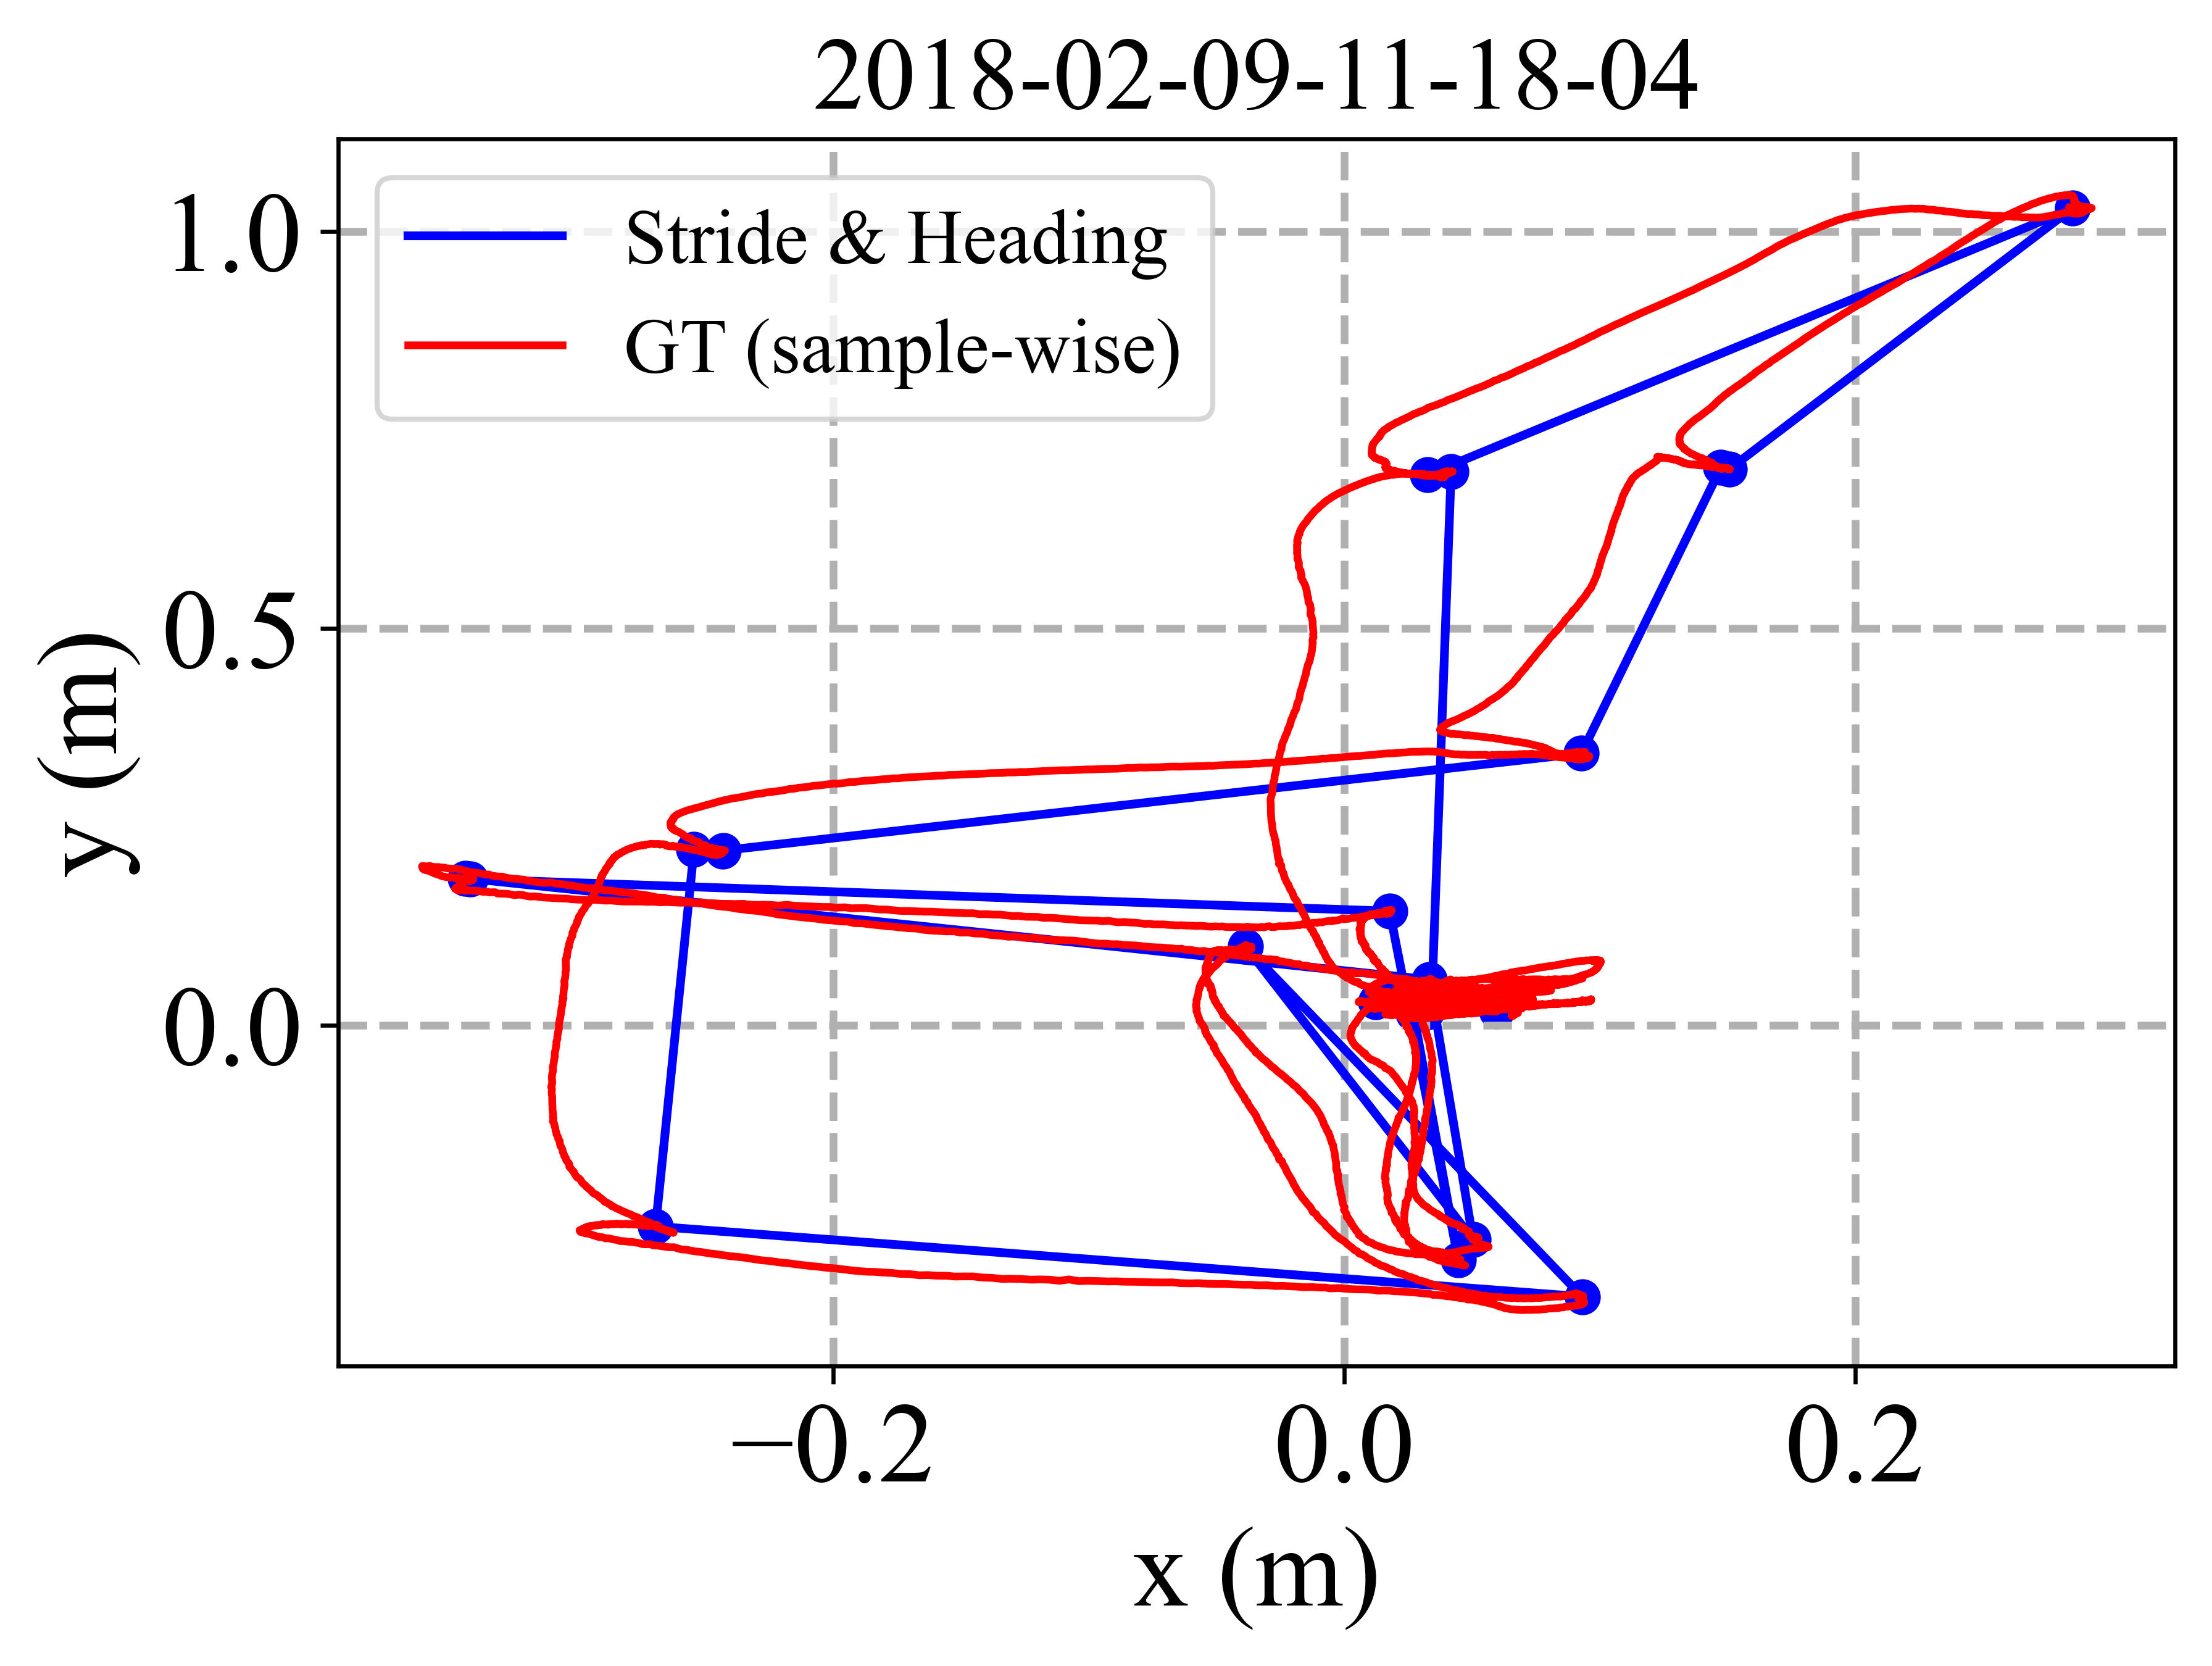 2018-02-09-11-18-04
Stride & Heading
GT (sample-wise)
1.0
0.5
0.0
y (m)
−0.2
0.0
0.2
x (m)